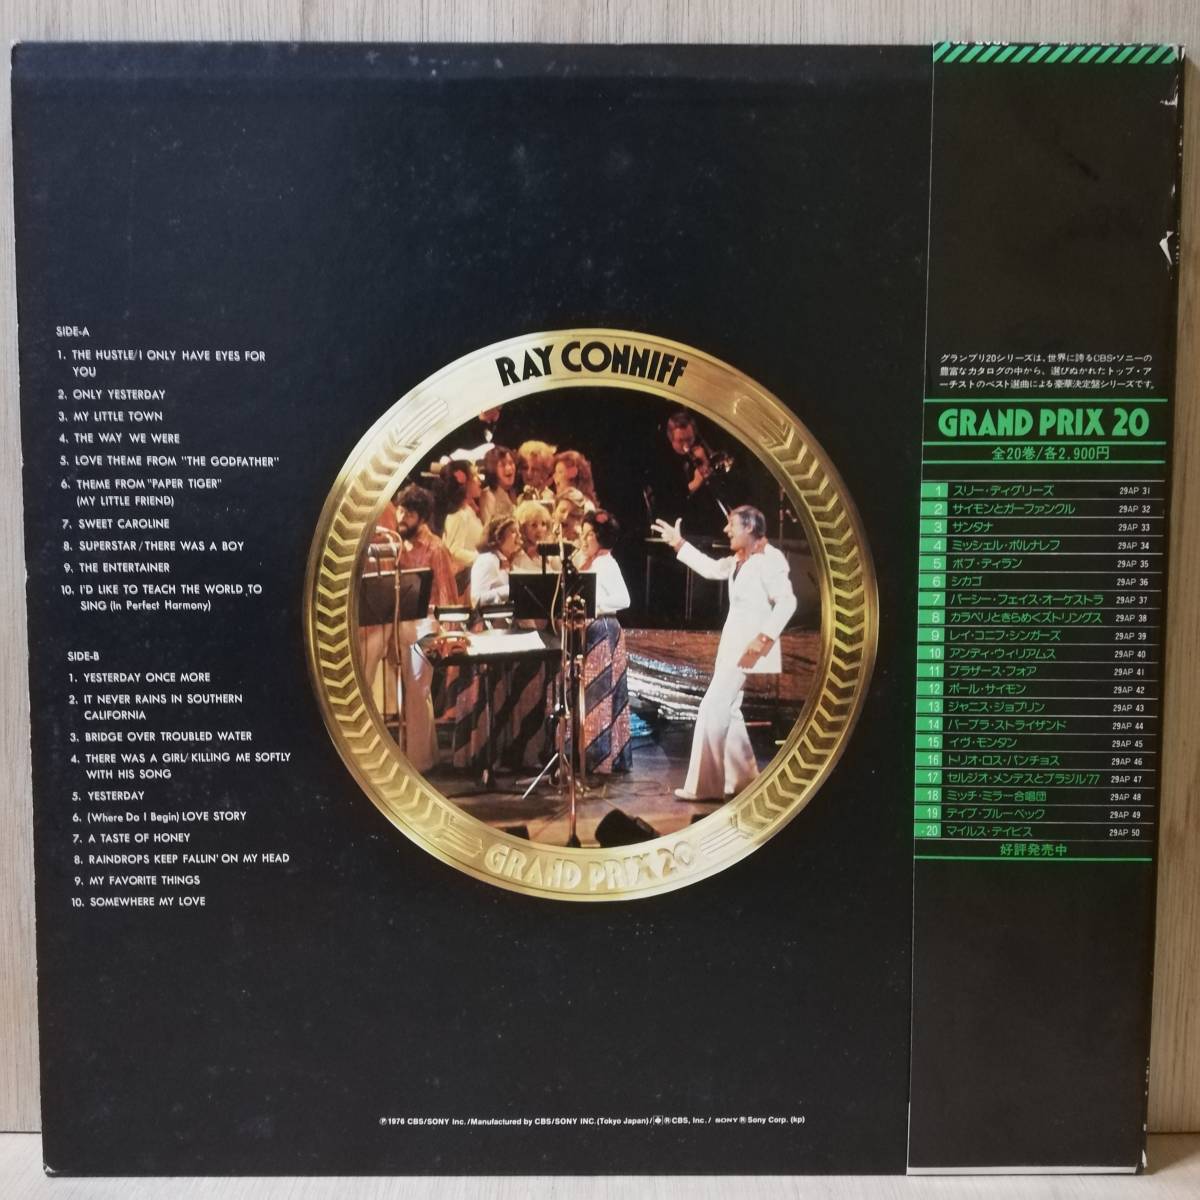 SIDE-A
1. THE HUSTLE/I ONLY HAVE EYES FOR
YOU
2. ONLY YESTERDAY
3. MY LITTLE TOWN
4. THE WAY WE WERE
5. LOVE THEME FROM "THE GODFATHER"
6. THEME FROM "PAPER TIGER"
(MY LITTLE FRIEND)
7. SWEET CAROLINE
8. SUPERSTAR/THERE WAS A BOY
9. THE ENTERTAINER
10. I'D LIKE TO TEACH THE WORLD TO
SING (In Perfect Harmony)
SIDE-B
1. YESTERDAY ONCE MORE
2. IT NEVER RAINS IN SOUTHERN
CALIFORNIA
3. BRIDGE OVER TROUBLED WATER
4. THERE WAS A GIRL/KILLING ME SOFTLY
WITH HIS SONG
5. YESTERDAY
6. (Where Do I Begin) LOVE STORY
7. A TASTE OF HONEY
8. RAINDROPS KEEP FALLIN' ON MY HEAD
9. MY FAVORITE THINGS
10. SOMEWHERE MY LOVE
RAY CONNIFF
GRAND PRIX 20
グランプリ20シリーズは、世界に誇るCBS・ソニーの
豊富なカタログの中から、選びぬかれたトップ・ア
ーチストのベスト選曲による豪華決定盤シリーズです。
GRAND PRIX 20
全20巻/各2,900円
1 スリー・ディグリーズ 29AP 31
2 サイモンとガーファンクル 29AP 32
3 サンタナ 29AP 33
4 ミッシェル・ポルナレフ 29AP 34
5 ボブ・ディラン 29AP 35
6 シカゴ 29AP 36
7 パーシー・フェイス・オーケストラ 29AP 37
8 カラベリときらめくストリングス 29AP 38
9 レイ・コニフ・シンガーズ 29AP 39
10 アンディ・ウィリアムス 29AP 40
11 ブラザース・フォア 29AP 41
12 ポール・サイモン 29AP 42
13 ジャニス・ジョプリン 29AP 43
14 バーブラ・ストライザンド 29AP 44
15 イヴ・モンタン 29AP 45
16 トリオ・ロス・パンチョス 29AP 46
17 セルジオ・メンデスとブラジル'77 29AP 47
18 ミッチ・ミラー合唱団 29AP 48
19 デイブ・ブルーベック 29AP 49
20 マイルス・デイビス 29AP 50
好評発売中
Ⓟ1976 CBS/SONY Inc./Manufactured by CBS/SONY INC.(Tokyo Japan)/®CBS, Inc./ SONY ® Sony Corp. (kp)